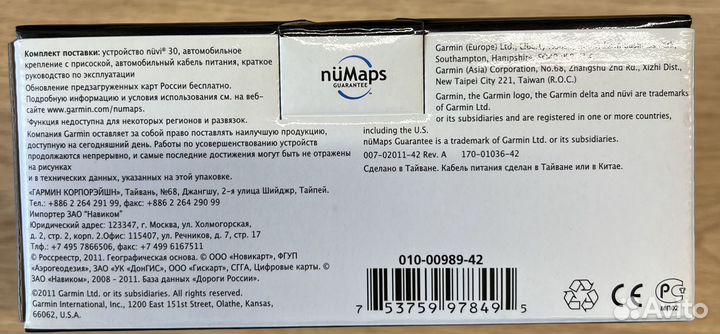 Комплект поставки: устройство nüvi® 30, автомобильное
крепление с присоской, автомобильный кабель питания, краткое
руководство по эксплуатации
Обновление предзагруженных карт России бесплатно.
Подробную информацию и условия использования см. на веб-
сайте www.garmin.com/numaps.
Функция недоступна для некоторых регионов и развязок.
Компания Garmin оставляет за собой право поставлять наилучшую продукцию,
доступную на сегодняшний день. Работы по усовершенствованию устройств
продолжаются непрерывно, и самые последние достижения могут быть не отражены
на рисунках
и в технических данных, указанных на этой упаковке.
«ГАРМИН КОРПОРЭЙШН», Тайвань, №68, Джангшу, 2-я улица Шийджр, Тайпей.
Тел. +886 2 264 291 99, факс +886 2 264 290 99
Импортер ЗАО "Навиком"
Юридический адрес: 123347, г. Москва, ул. Холмогорская,
д. 2, стр. 2, корп. 2.Офис: 115407, ул. Речников, д. 7, стр. 17
Тлф. +7 495 7866506, факс: +7 499 6167511
© Россреестр, 2011. Географическая основа. © ООО «Новикарт», ФГУП
«Аэрогеодезия», ЗАО "УК «ДонГИС», ООО «Гискарт», СГГА, Цифровые карты. ©
ЗАО «Навиком», 2008 - 2011. База данных «Дороги России».
©2011 Garmin Ltd. or its subsidiaries. All rights reserved.
Garmin International, Inc., 1200 East 151st Street, Olathe, Kansas,
66062, U.S.A.
nüMaps
GUARANTEE™
Garmin (Europe) Ltd.,
Southampton, Hampshire,
Garmin (Asia) Corporation, No.68, Zhangshu 2nd Rd., Xizhi Dist.,
New Taipei City 221, Taiwan (R.O.C.)
Garmin, the Garmin logo, the Garmin delta and nüvi are trademarks
of Garmin Ltd.
or its subsidiaries and are registered in one or more countries,
including the U.S.
nüMaps Guarantee is a trademark of Garmin Ltd. or its subsidiaries.
007-02011-42 Rev. A 170-01036-42
Сделано в Тайване. Кабель питания сделан в Тайване или в Китае.
010-00989-42
7 53759 97849 5
CE
МП02
Avito